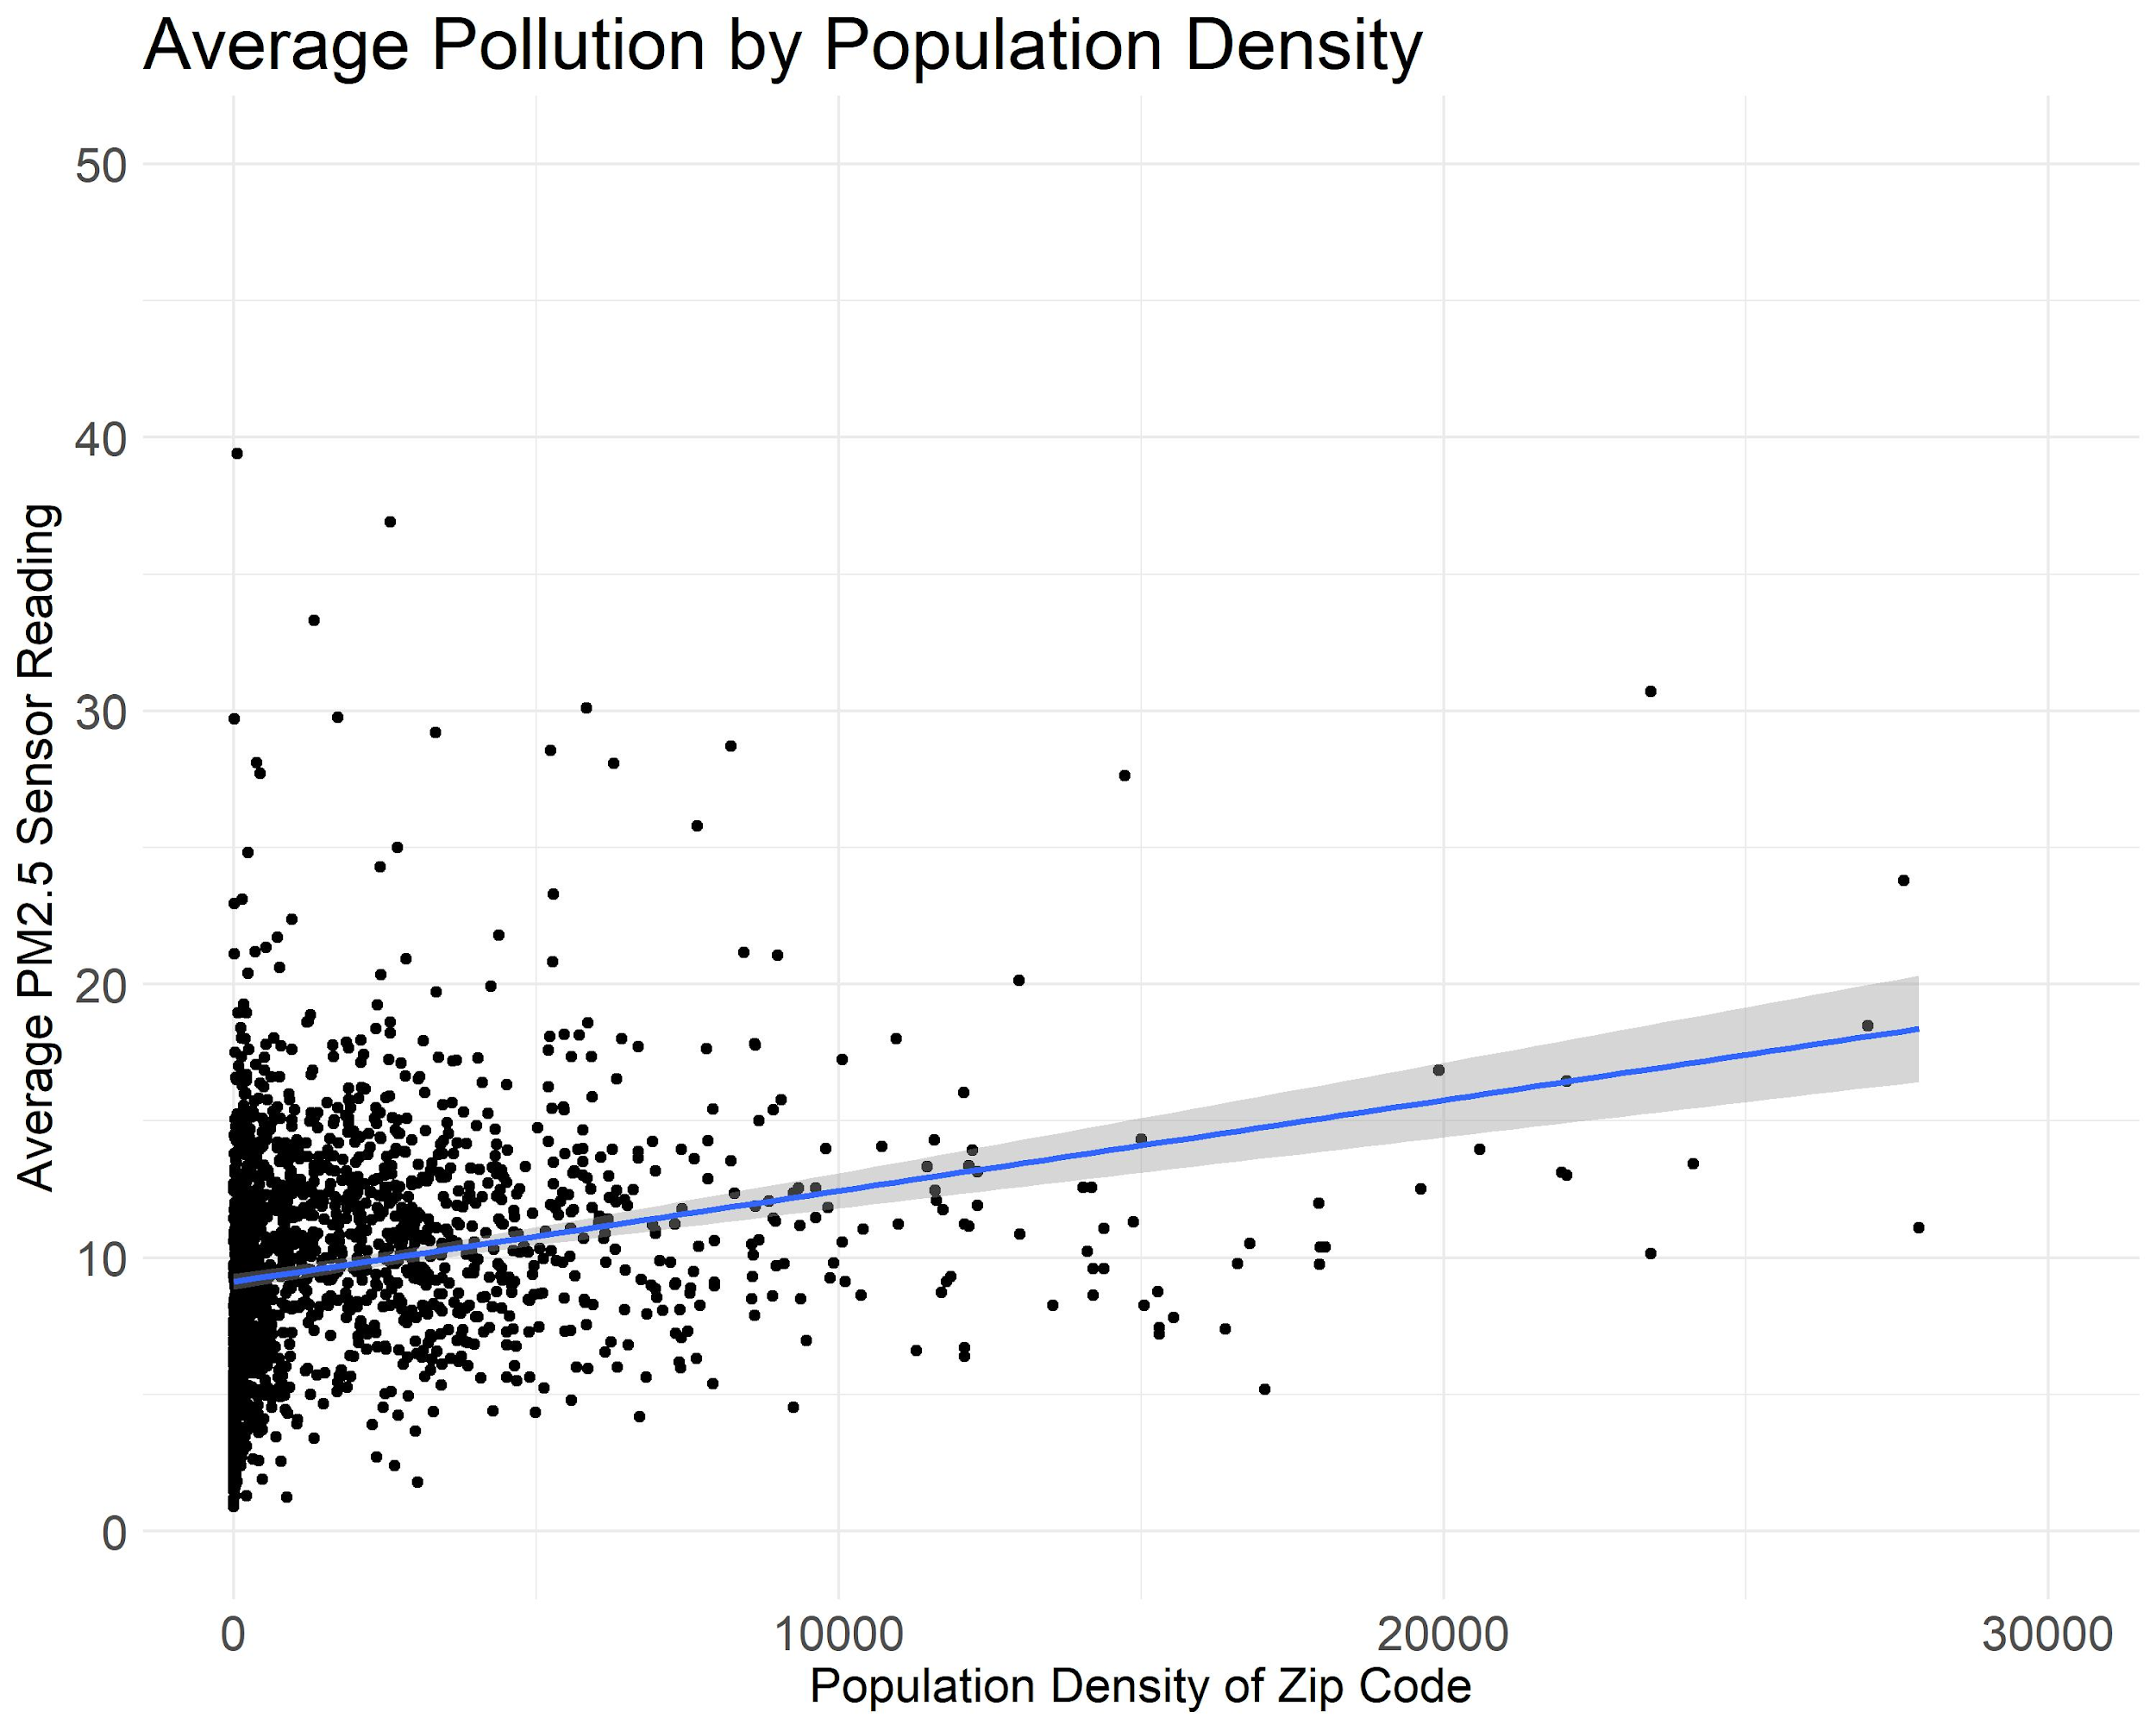 Average Pollution by Population Density
50
40
30
20
10
0
Average PM2.5 Sensor Reading
0 10000 20000 30000
Population Density of Zip Code